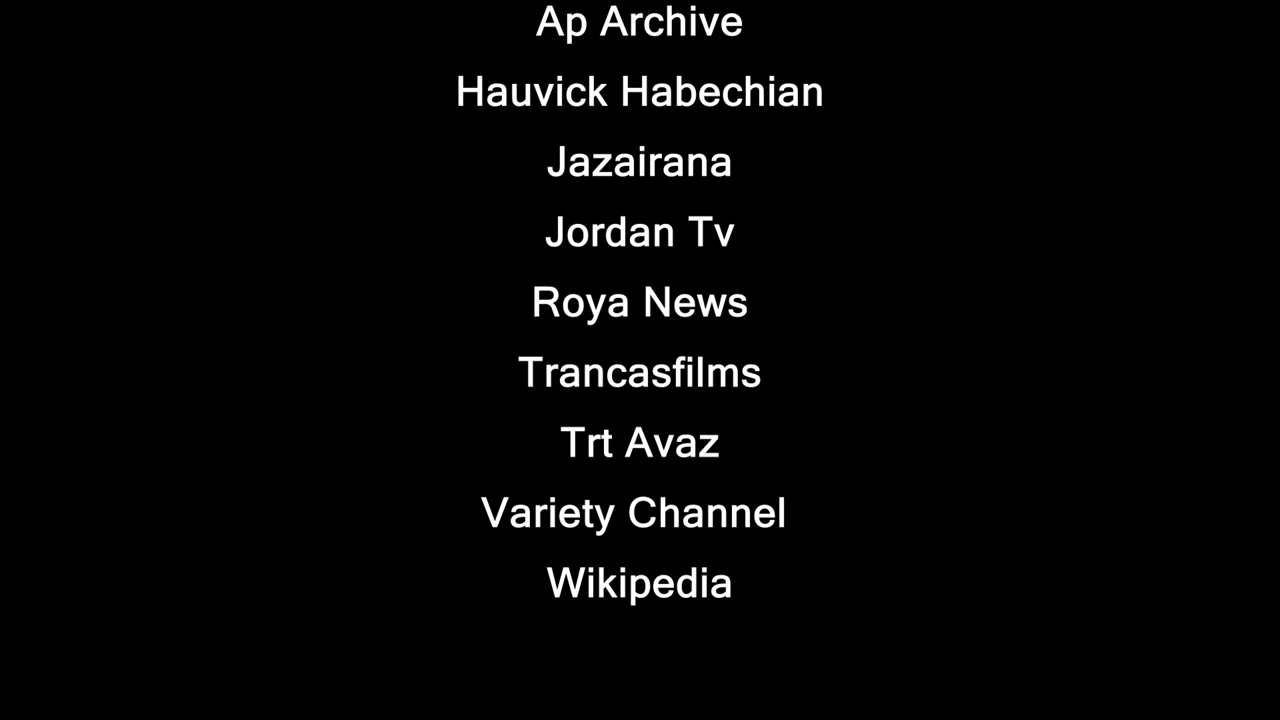 Ap Archive
Hauvick Habechian
Jazairana
Jordan Tv
Roya News
Trancasfilms
Trt Avaz
Variety Channel
Wikipedia